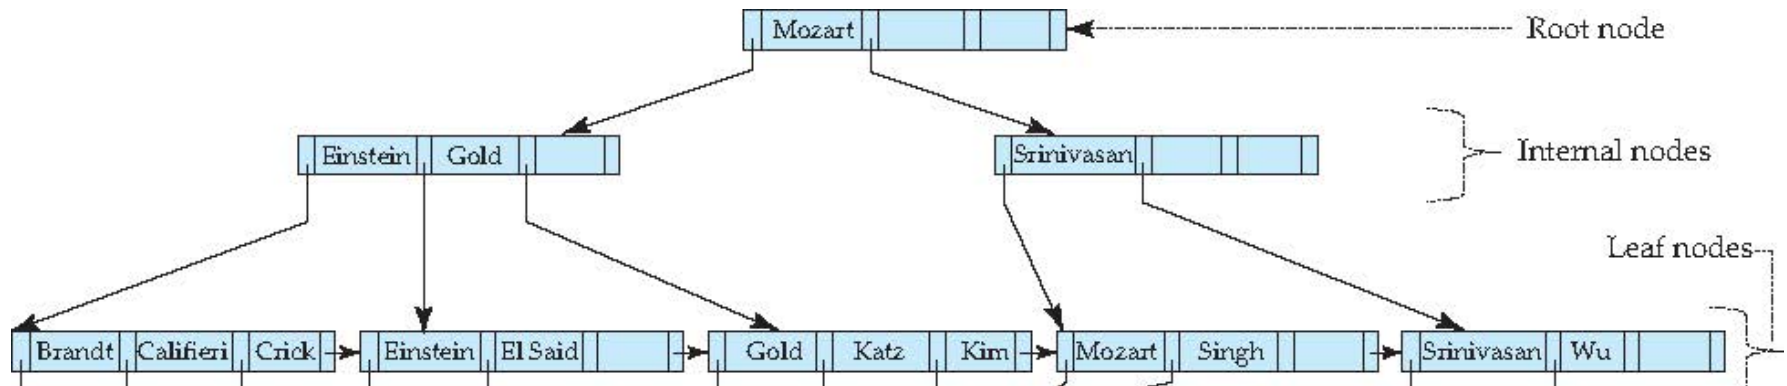 Mozart
Root node
Einstein Gold
Srinivasan
Internal nodes
Leaf nodes
Brandt Califieri Crick Einstein El Said Gold Katz Kim Mozart Singh Srinivasan Wu